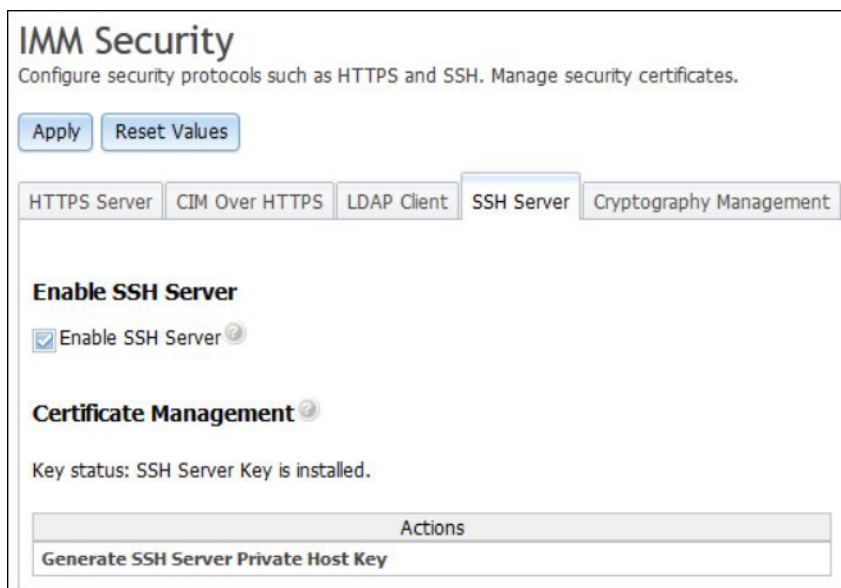 IMM Security
Configure security protocols such as HTTPS and SSH. Manage security certificates.
Apply Reset Values
HTTPS Server CIM Over HTTPS LDAP Client SSH Server Cryptography Management
Enable SSH Server
Enable SSH Server ?
Certificate Management ?
Key status: SSH Server Key is installed.
Actions
Generate SSH Server Private Host Key